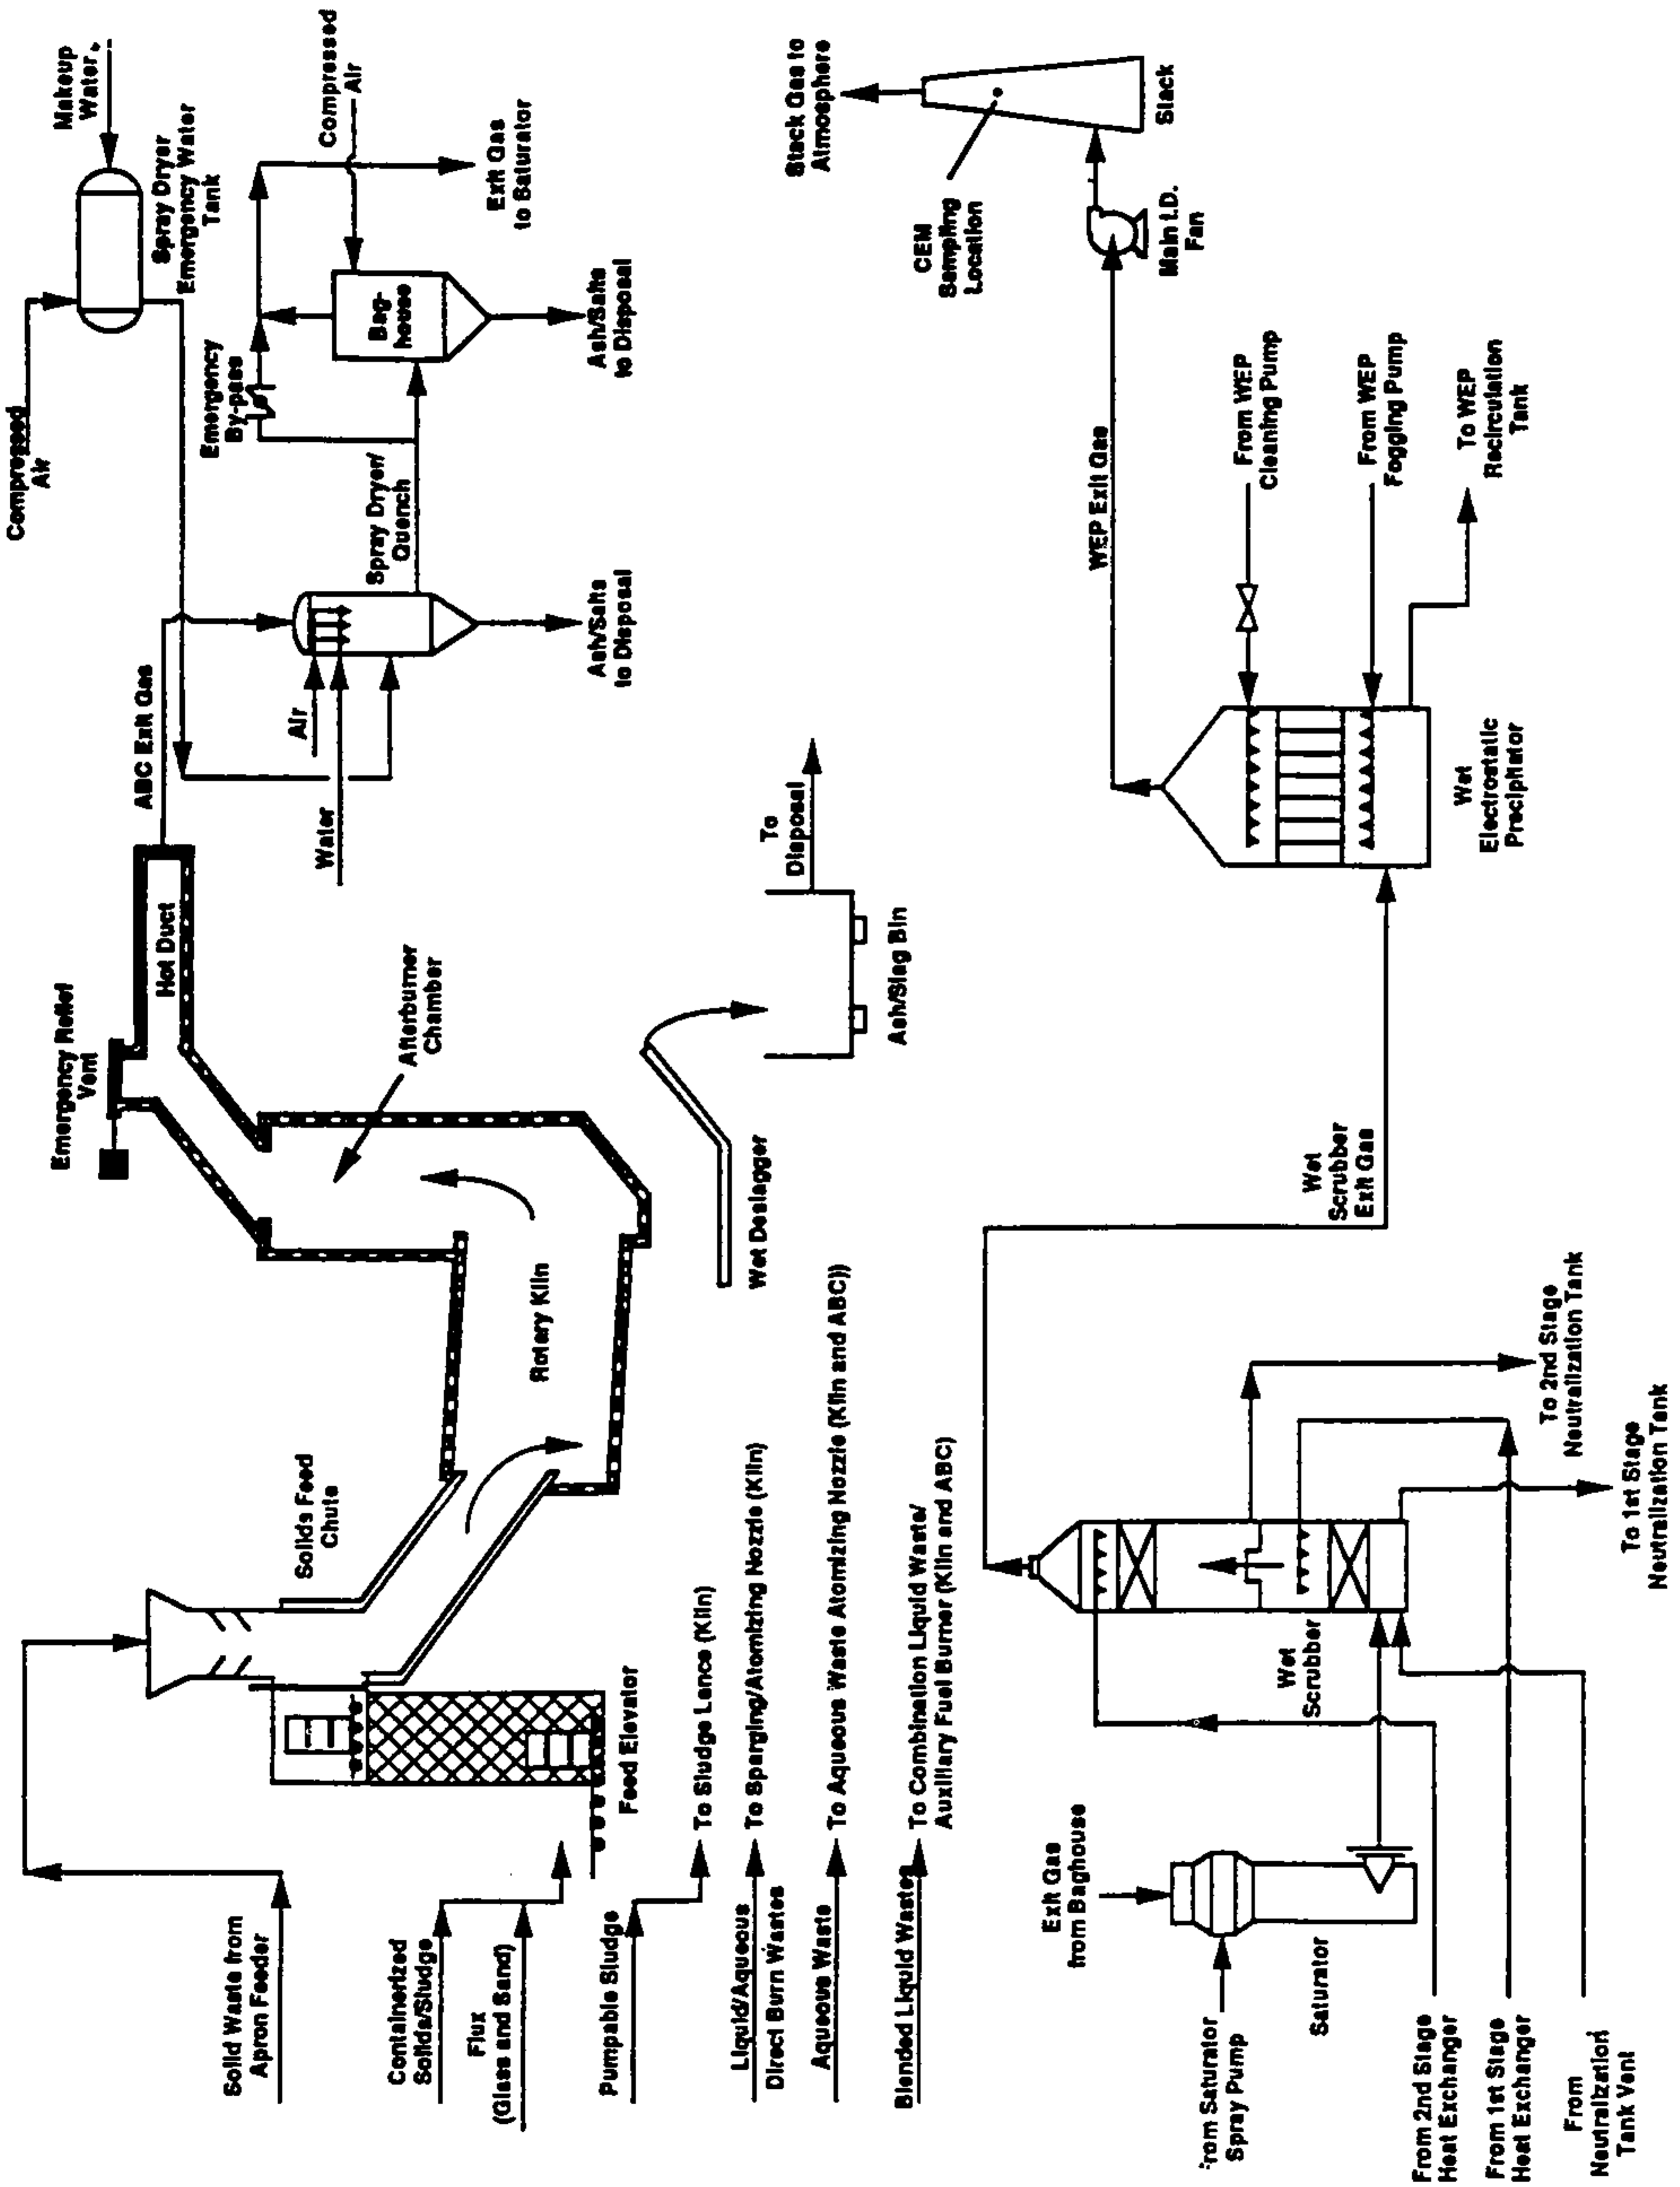 Solid Waste from
Apron Feeder
Solids Feed
Chute
Emergency Relief
Vent
Hot Duct
ABC Exit Gas
Compressed
Air
Makeup
Water
Spray Dryer
Emergency Water
Tank
Emergency
By-pass
Compressed
Air
Bag-
house
Exit Gas
to Saturator
Ash/Salts
to Disposal
Spray Dryer/
Quench
Air
Water
Ash/Salts
to Disposal
Afterburner
Chamber
Rotary Kiln
Containerized
Solids/Sludge
Flux
(Glass and Sand)
Feed Elevator
Wet Deslagger
To
Disposal
Ash/Slag Bin
Pumpable Sludge
To Sludge Lance (Kiln)
Liquid/Aqueous
Direct Burn Wastes
To Sparging/Atomizing Nozzle (Kiln)
Aqueous Waste
To Aqueous Waste Atomizing Nozzle (Kiln and ABC))
Blended Liquid Wastes
To Combination Liquid Waste/
Auxiliary Fuel Burner (Kiln and ABC)
Exit Gas
from Baghouse
rom Saturator
Spray Pump
Saturator
From 2nd Stage
Heat Exchanger
From 1st Stage
Heat Exchanger
From
Neutralization
Tank Vent
Wet
Scrubber
To 2nd Stage
Neutralization Tank
To 1st Stage
Neutralization Tank
Wet
Scrubber
Exit Gas
Wet
Electrostatic
Precipitator
WEP Exit Gas
From WEP
Cleaning Pump
From WEP
Fogging Pump
To WEP
Recirculation
Tank
Main I.D.
Fan
CEM
Sampling
Location
Stack Gas to
Atmosphere
Stack